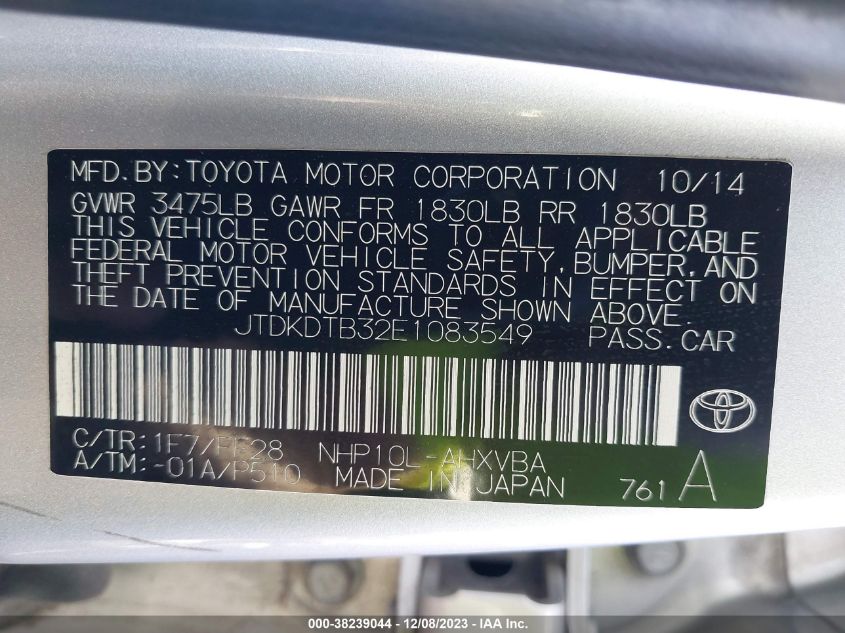 MFD.BY:TOYOTA MOTOR CORPORATION 10/14
GVWR 3475LB GAWR FR 1830LB RR 1830LB
THIS VEHICLE CONFORMS TO ALL APPLICABLE
FEDERAL MOTOR VEHICLE SAFETY,BUMPER,AND
THEFT PREVENTION STANDARDS IN EFFECT ON
THE DATE OF MANUFACTURE SHOWN ABOVE.
JTDKDTB32E1083549 PASS.CAR
C/TR:1F7/FF28 NHP10L-AHXVBA
A/TM:-01A/P510 MADE IN JAPAN 761 A
000-38239044 - 12/08/2023 - IAA Inc.